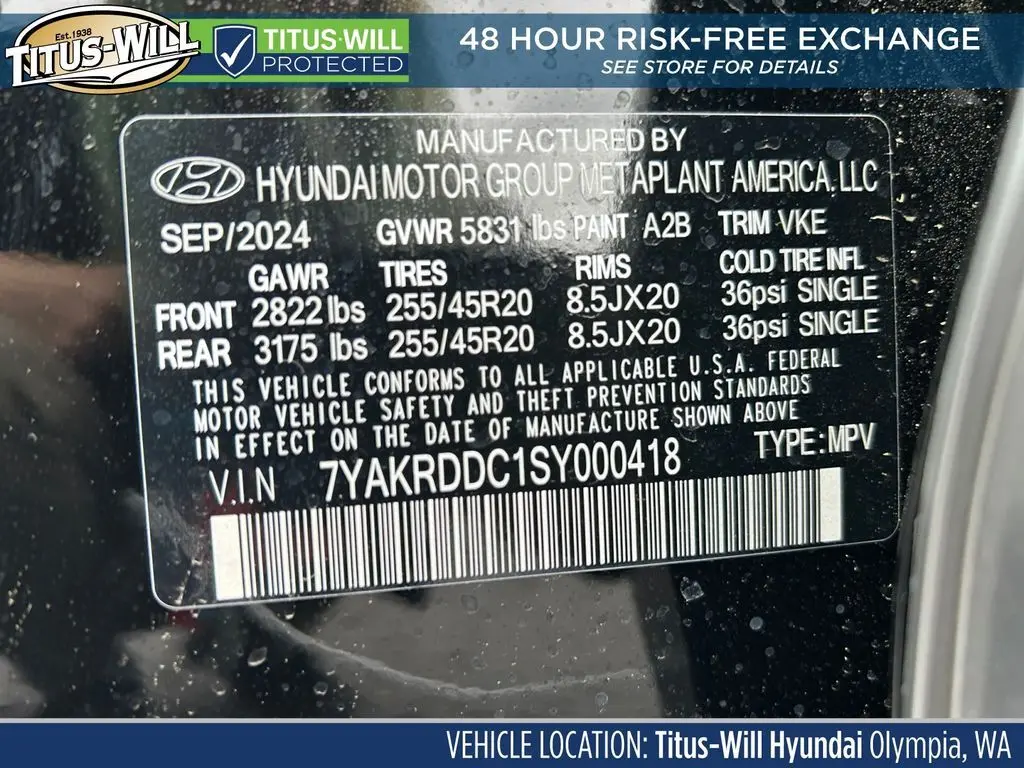 Est. 1938
TITUS-WILL
TITUS-WILL
PROTECTED
48 HOUR RISK-FREE EXCHANGE
SEE STORE FOR DETAILS
MANUFACTURED BY
HYUNDAI MOTOR GROUP METAPLANT AMERICA, LLC
SEP/2024 GVWR 5831 lbs PAINT A2B TRIM VKE
GAWR TIRES RIMS COLD TIRE INFL
FRONT 2822 lbs 255/45R20 8.5JX20 36psi SINGLE
REAR 3175 lbs 255/45R20 8.5JX20 36psi SINGLE
THIS VEHICLE CONFORMS TO ALL APPLICABLE U.S.A. FEDERAL
MOTOR VEHICLE SAFETY AND THEFT PREVENTION STANDARDS
IN EFFECT ON THE DATE OF MANUFACTURE SHOWN ABOVE
V.I.N 7YAKRDDC1SY000418 TYPE: MPV
VEHICLE LOCATION: Titus-Will Hyundai Olympia, WA